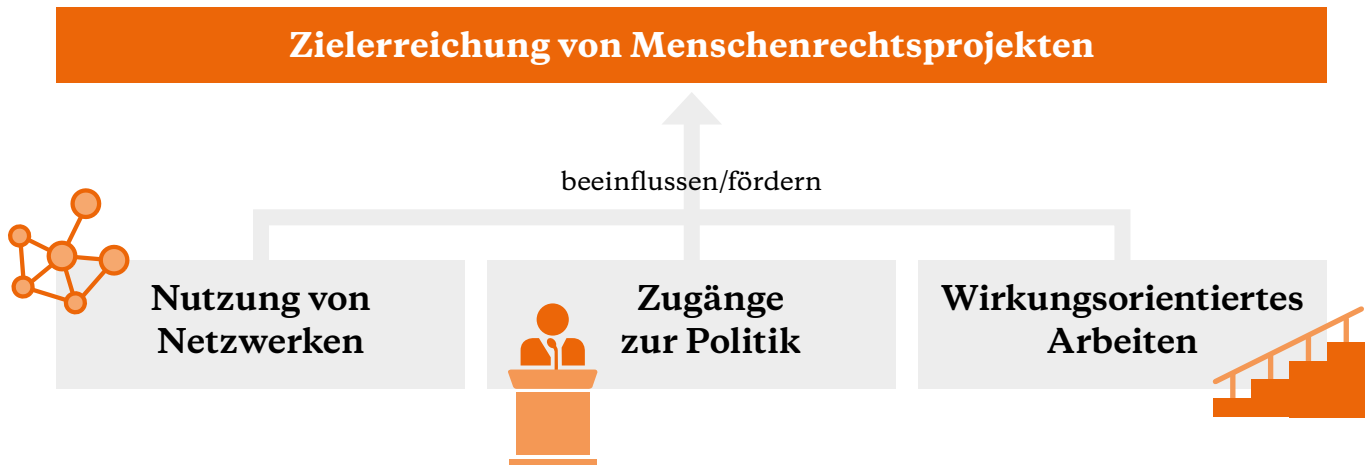 Zielerreichung von Menschenrechtsprojekten
beeinflussen/fördern
Nutzung von
Netzwerken
Zugänge
zur Politik
Wirkungsorientiertes
Arbeiten